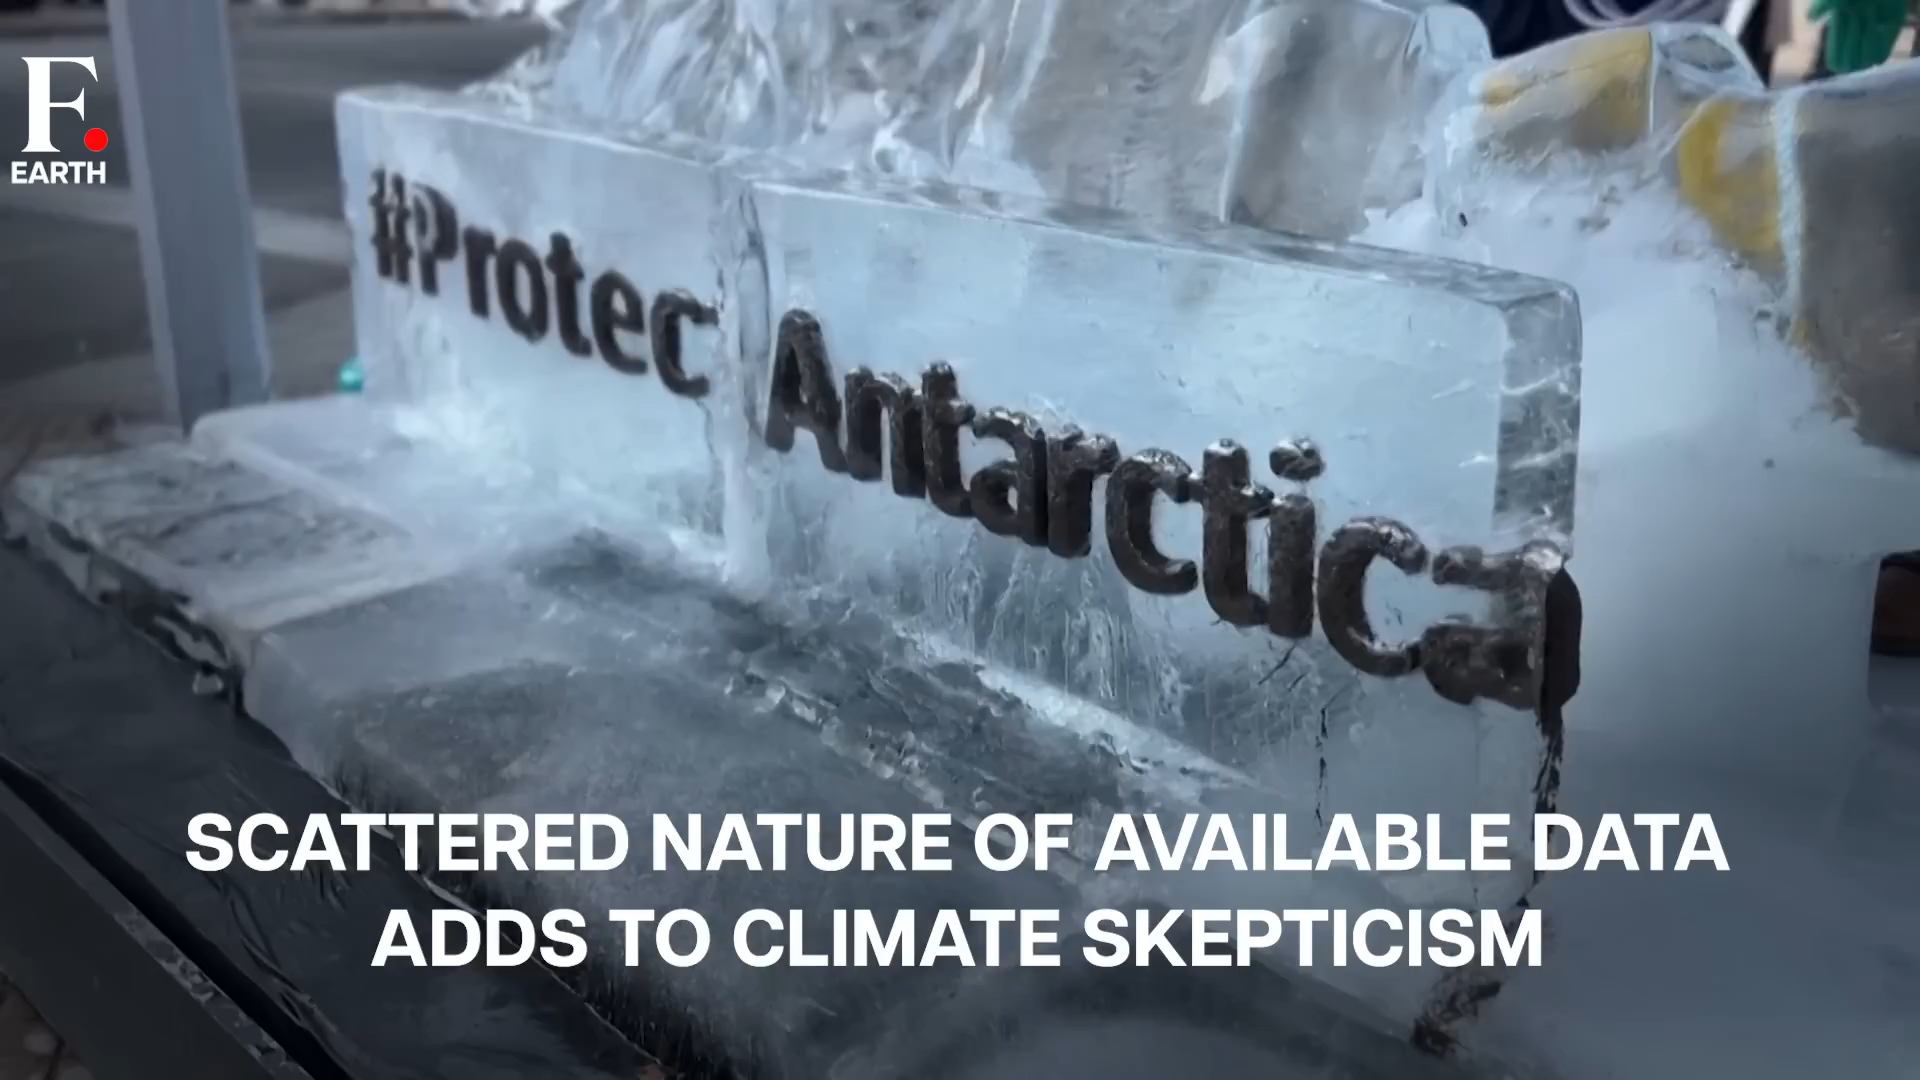 F.
EARTH
#Protec Antarctica
SCATTERED NATURE OF AVAILABLE DATA
ADDS TO CLIMATE SKEPTICISM